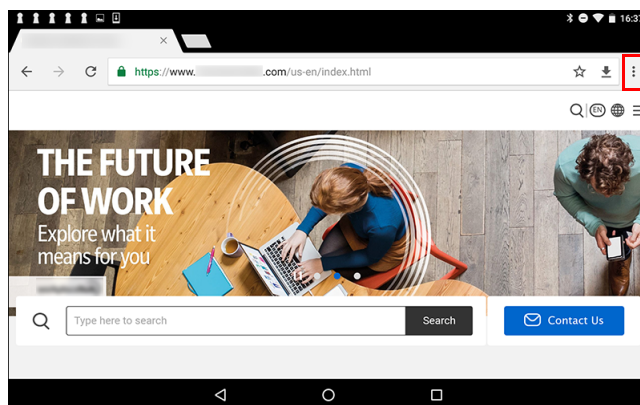 16:37
https://www. .com/us-en/index.html
EN
THE FUTURE
OF WORK
Explore what it
means for you
Type here to search
Search
Contact Us